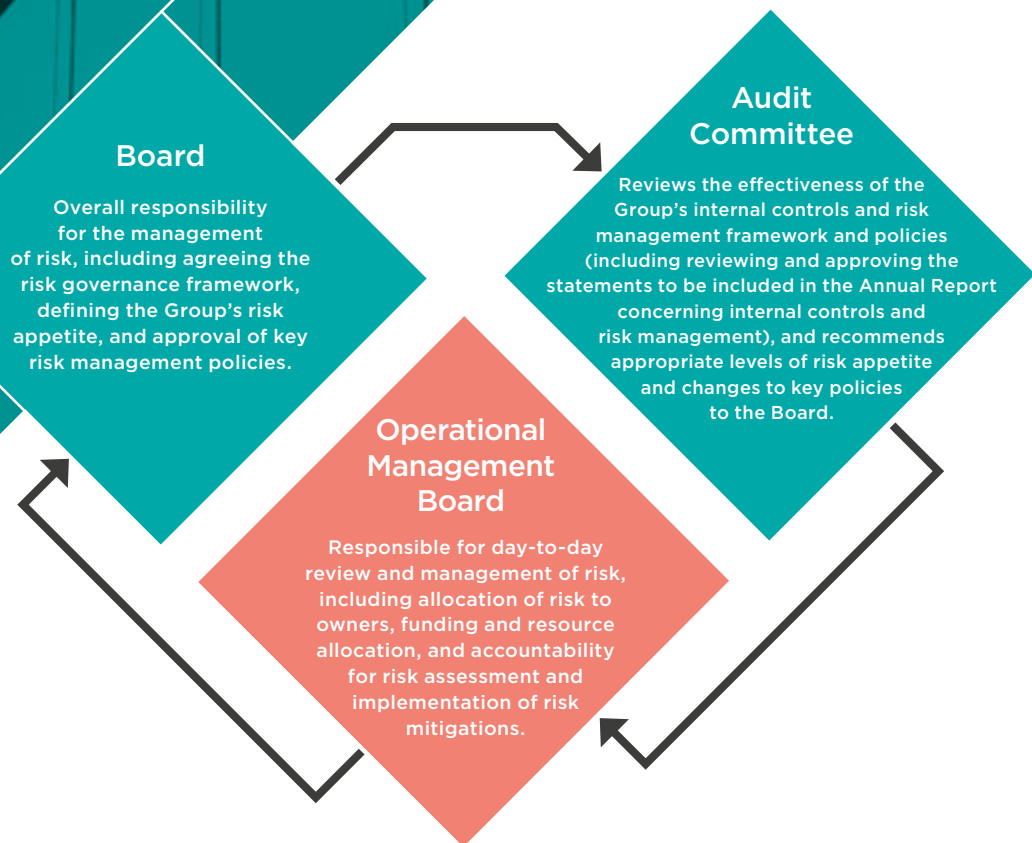 Board
Overall responsibility
for the management
of risk, including agreeing the
risk governance framework,
defining the Group’s risk
appetite, and approval of key
risk management policies.
Audit
Committee
Reviews the effectiveness of the
Group’s internal controls and risk
management framework and policies
(including reviewing and approving the
statements to be included in the Annual Report
concerning internal controls and
risk management), and recommends
appropriate levels of risk appetite
and changes to key policies
to the Board.
Operational
Management
Board
Responsible for day-to-day
review and management of risk,
including allocation of risk to
owners, funding and resource
allocation, and accountability
for risk assessment and
implementation of risk
mitigations.